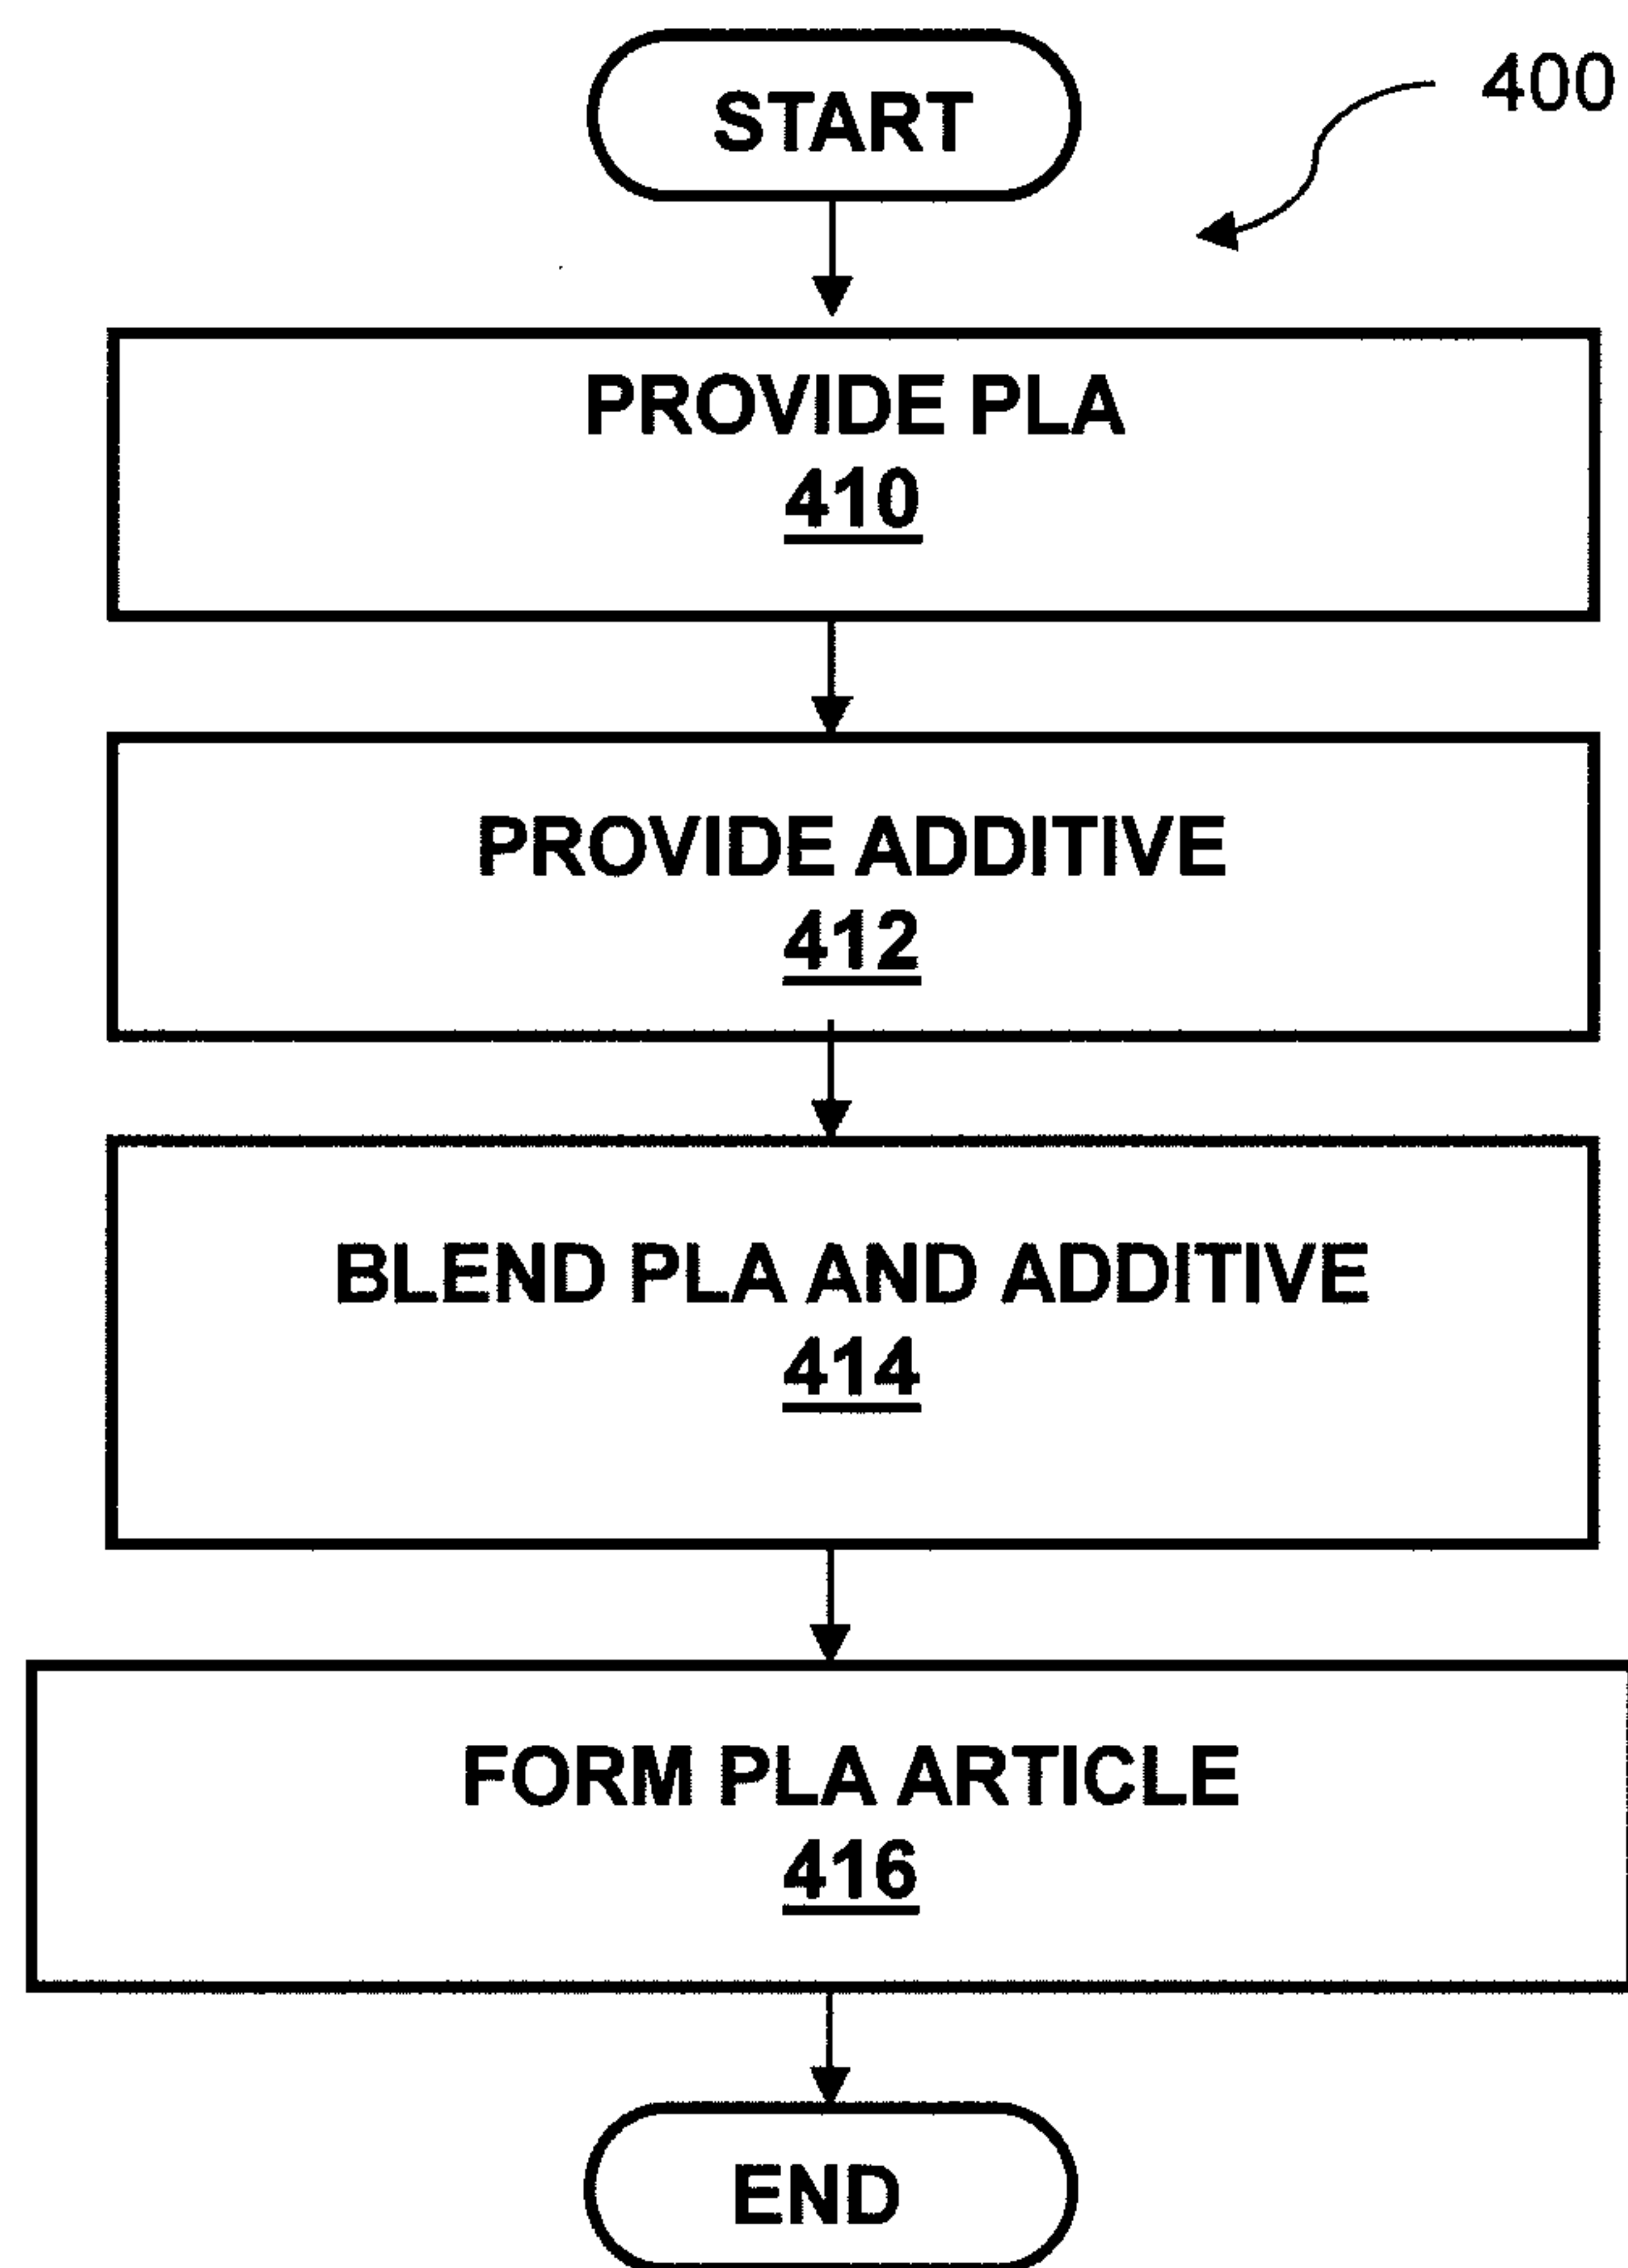 START
400
PROVIDE PLA
410
PROVIDE ADDITIVE
412
BLEND PLA AND ADDITIVE
414
FORM PLA ARTICLE
416
END